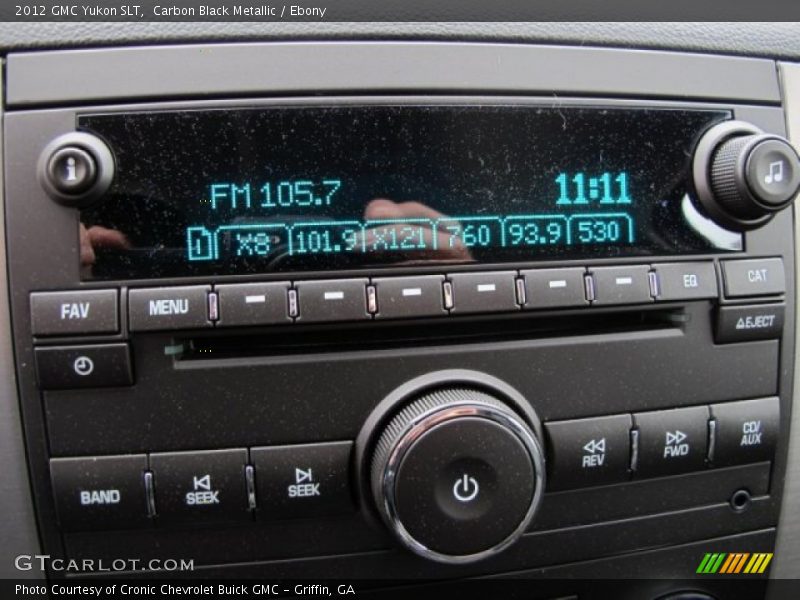 2012 GMC Yukon SLT, Carbon Black Metallic / Ebony
i
FM 105.7 11:11
1 X8 101.9 X121 760 93.9 530
FAV MENU EQ CAT
EJECT
BAND SEEK SEEK REV FWD CD/AUX
GTCARLOT.COM
Photo Courtesy of Cronic Chevrolet Buick GMC - Griffin, GA